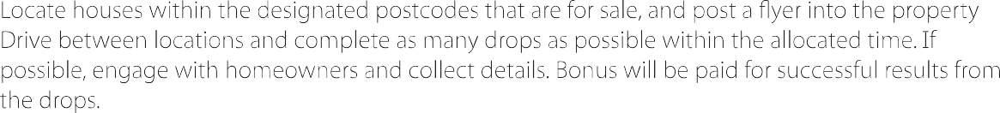 Locate houses within the designated postcodes that are for sale, and post a flyer into the property
Drive between locations and complete as many drops as possible within the allocated time. If
possible, engage with homeowners and collect details. Bonus will be paid for successful results from
the drops.